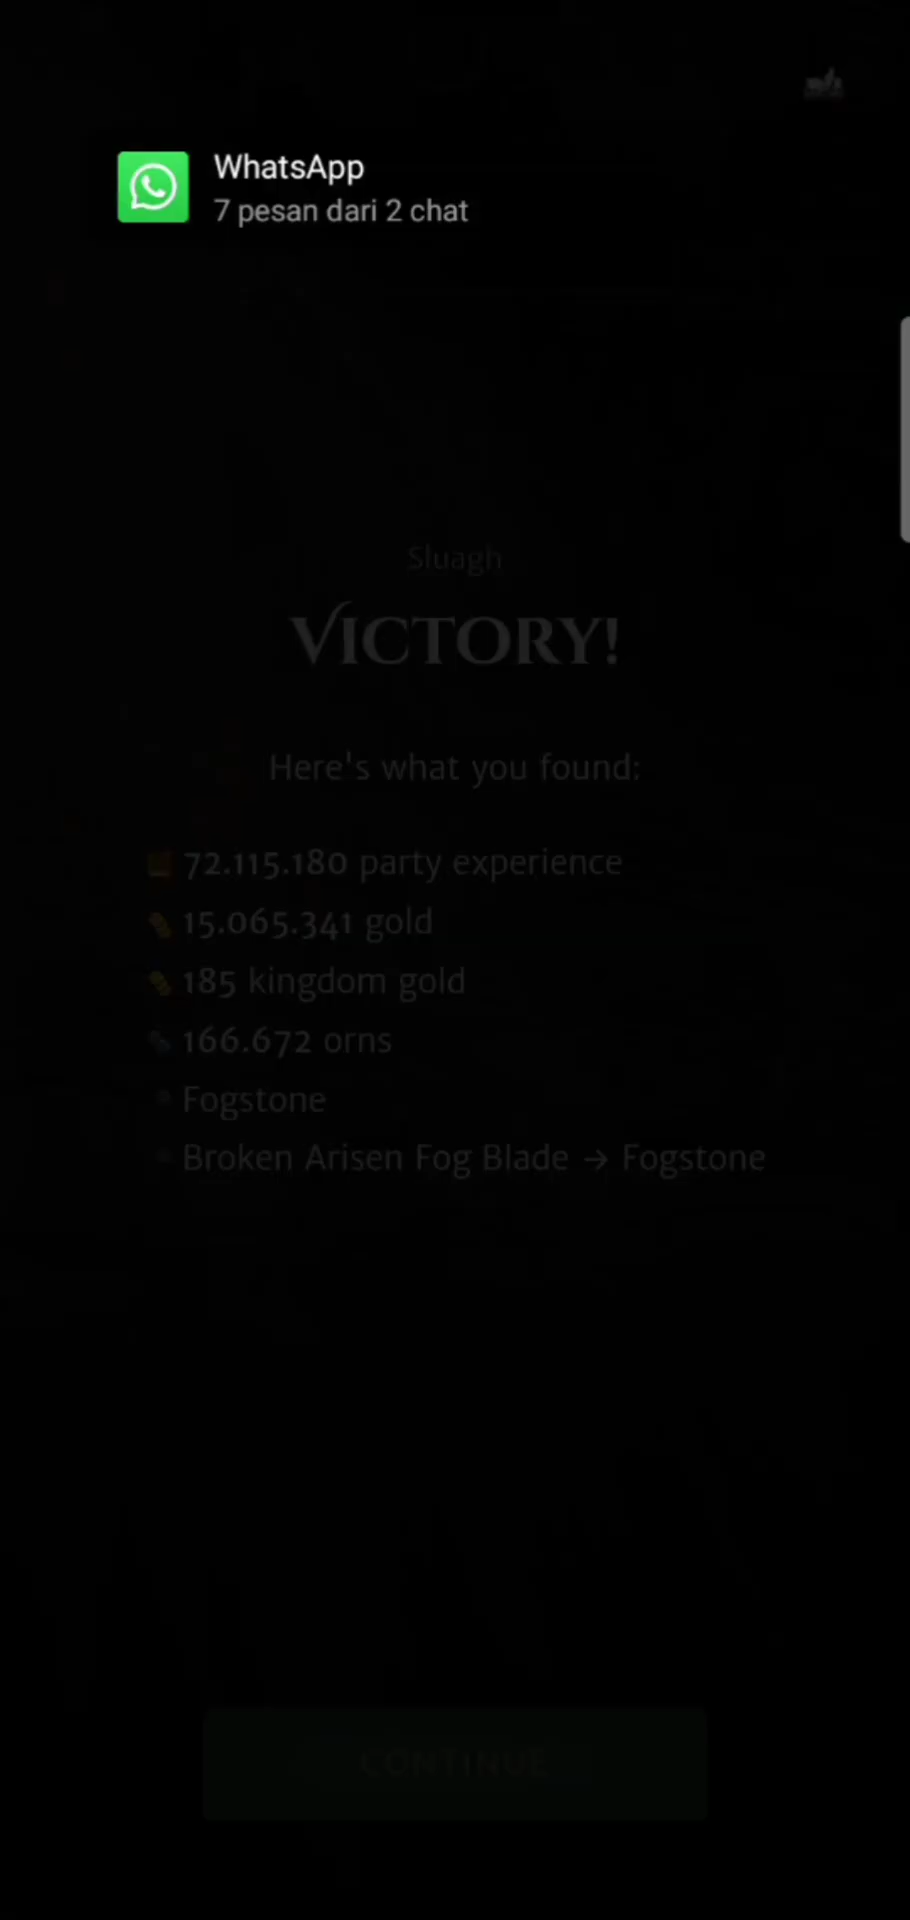 WhatsApp
7 pesan dari 2 chat
Sluagh
VICTORY!
Here's what you found:
72.115.180 party experience
15.065.341 gold
185 kingdom gold
166.672 orns
Fogstone
Broken Arisen Fog Blade → Fogstone
CONTINUE